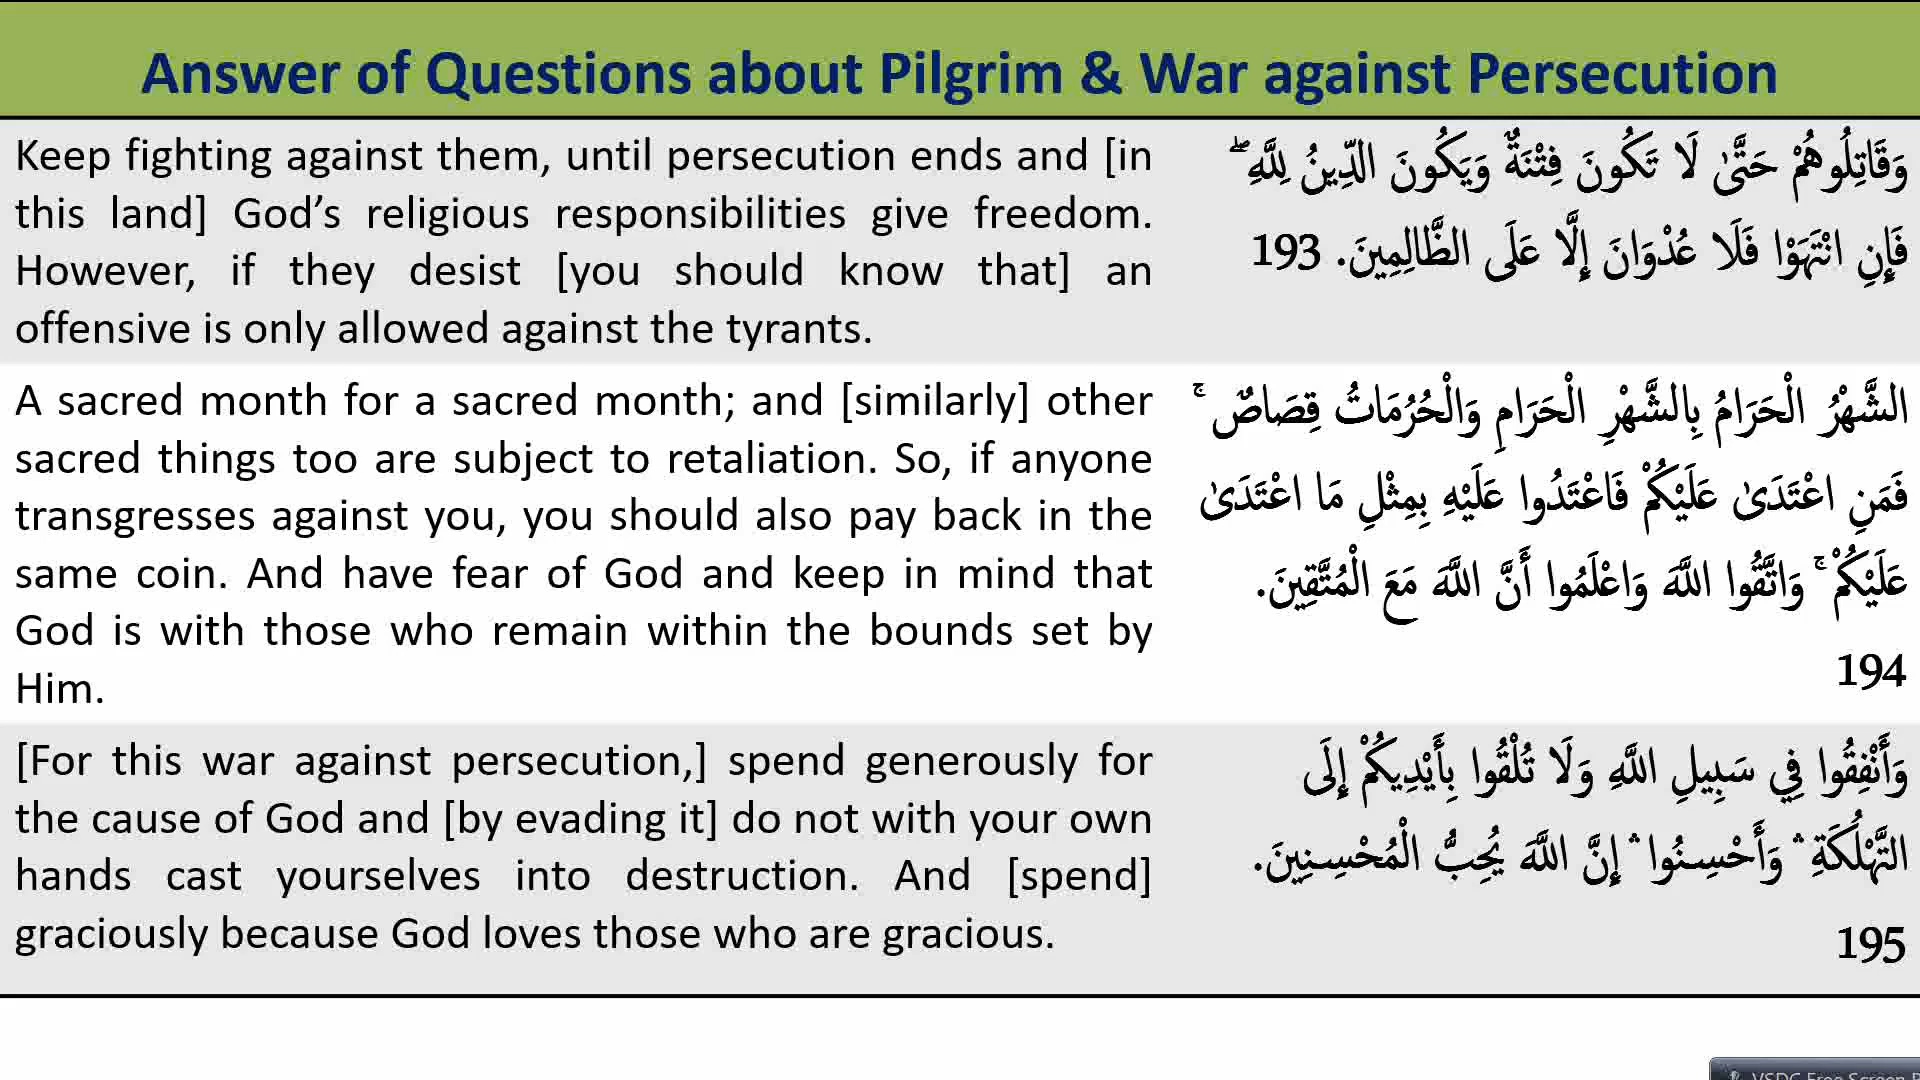 Answer of Questions about Pilgrim & War against Persecution
Keep fighting against them, until persecution ends and [in
this land] God’s religious responsibilities give freedom.
However, if they desist [you should know that] an
offensive is only allowed against the tyrants.
وَقَاتِلُوهُمْ حَتَّىٰ لَا تَكُونَ فِتْنَةٌ وَيَكُونَ الدِّينُ لِلَّهِ ۖ
فَإِنِ انْتَهَوْا فَلَا عُدْوَانَ إِلَّا عَلَى الظَّالِمِينَ. 193
A sacred month for a sacred month; and [similarly] other
sacred things too are subject to retaliation. So, if anyone
transgresses against you, you should also pay back in the
same coin. And have fear of God and keep in mind that
God is with those who remain within the bounds set by
Him.
الشَّهْرُ الْحَرَامُ بِالشَّهْرِ الْحَرَامِ وَالْحُرُمَاتُ قِصَاصٌ ۚ
فَمَنِ اعْتَدَىٰ عَلَيْكُمْ فَاعْتَدُوا عَلَيْهِ بِمِثْلِ مَا اعْتَدَىٰ
عَلَيْكُمْ ۚ وَاتَّقُوا اللَّهَ وَاعْلَمُوا أَنَّ اللَّهَ مَعَ الْمُتَّقِينَ.
194
[For this war against persecution,] spend generously for
the cause of God and [by evading it] do not with your own
hands cast yourselves into destruction. And [spend]
graciously because God loves those who are gracious.
وَأَنْفِقُوا فِي سَبِيلِ اللَّهِ وَلَا تُلْقُوا بِأَيْدِيكُمْ إِلَى
التَّهْلُكَةِ ۛ وَأَحْسِنُوا ۛ إِنَّ اللَّهَ يُحِبُّ الْمُحْسِنِينَ.
195
VSDC Free Screen